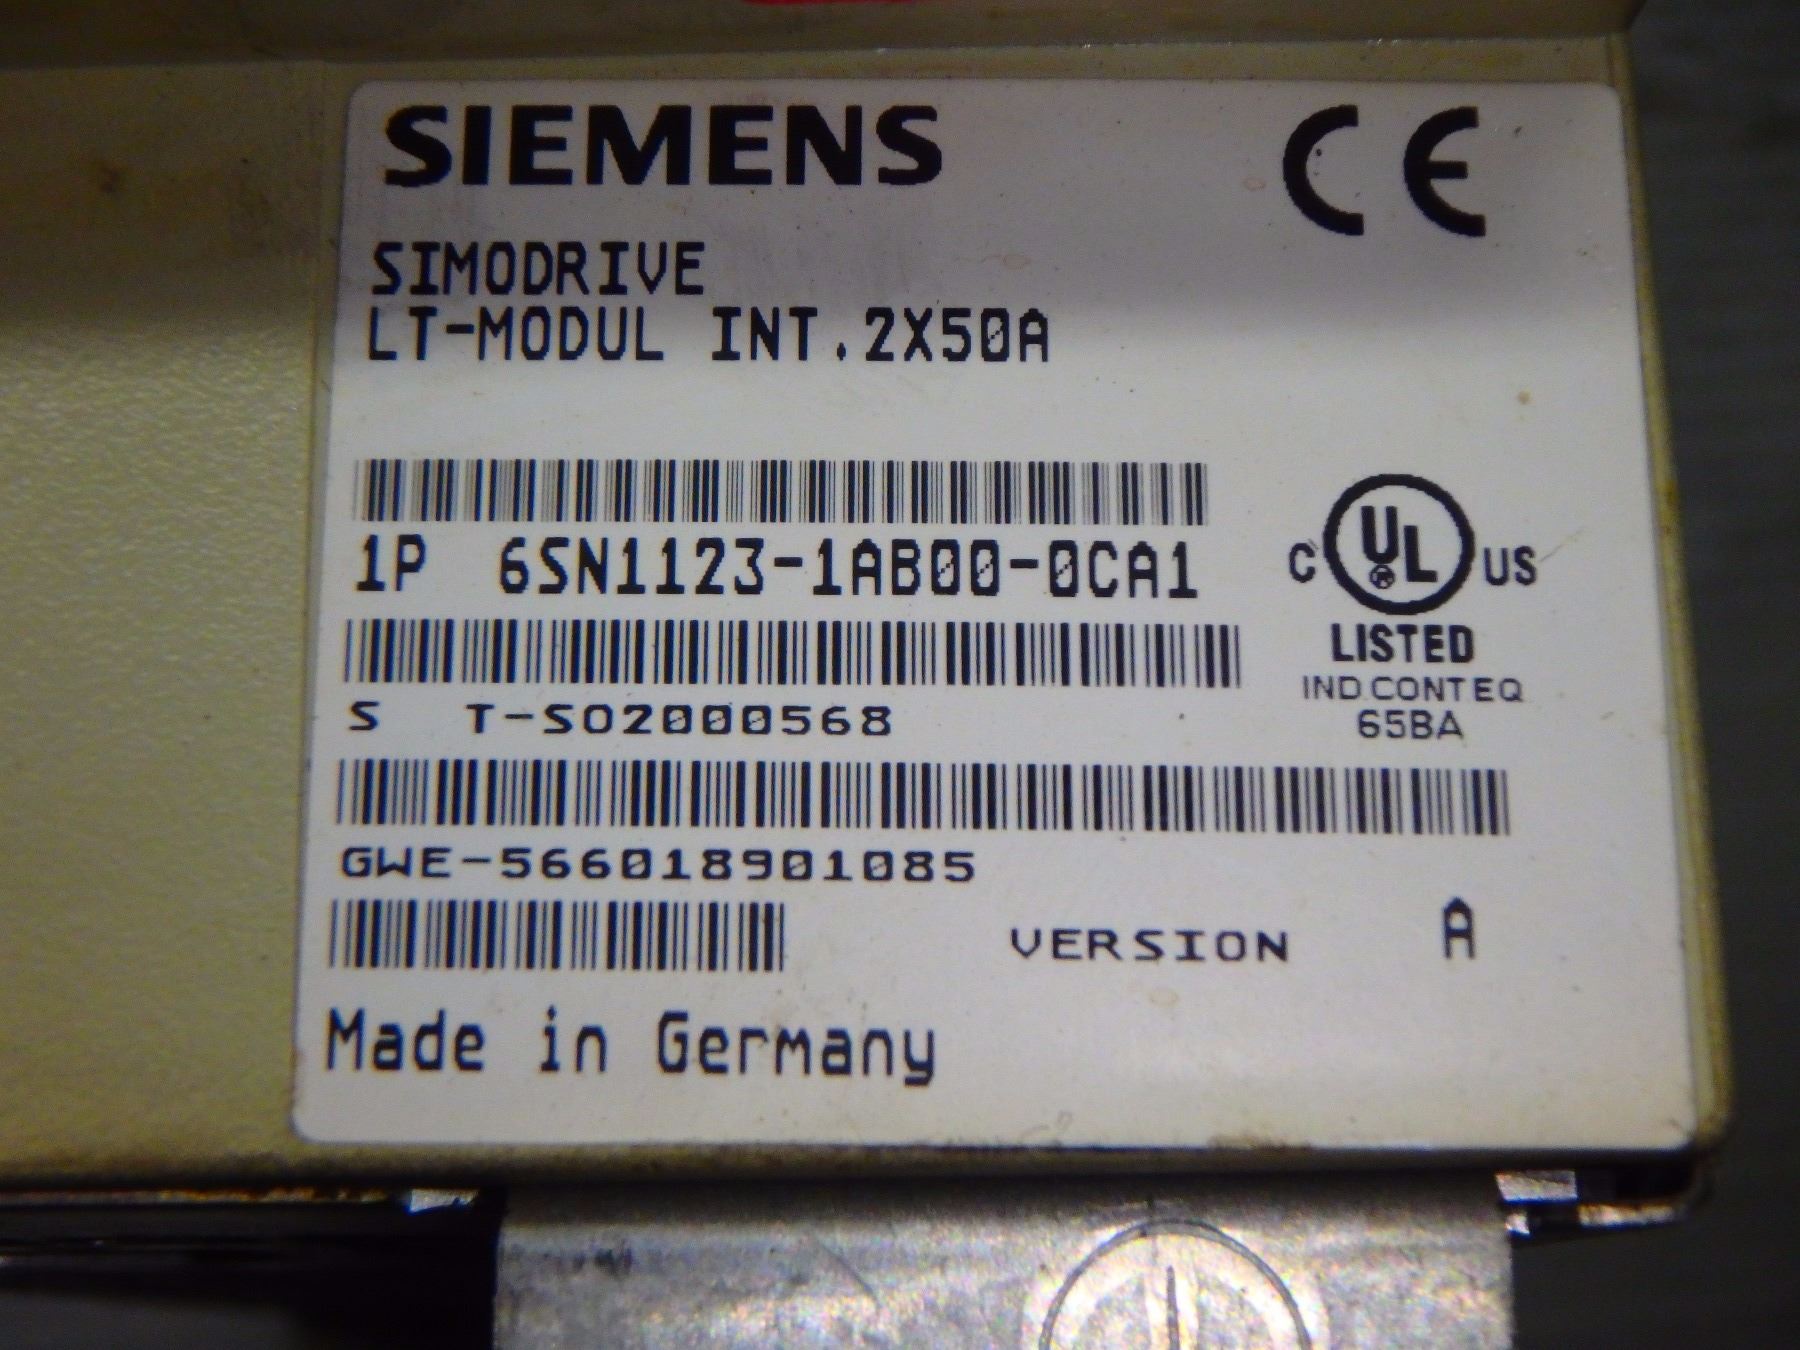 SIEMENS
CE
SIMODRIVE
LT-MODUL INT.2X50A
1P 6SN1123-1AB00-0CA1
C UL US
LISTED
IND CONT EQ
65BA
S T-SO2000568
GWE-566018901085
VERSION A
Made in Germany